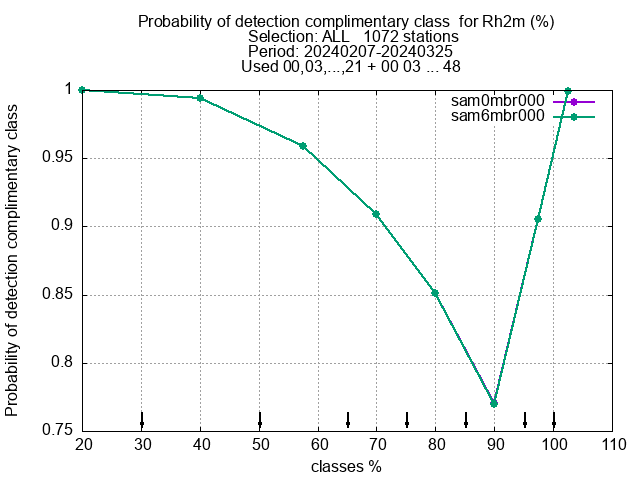 Probability of detection complimentary class  for Rh2m (%)
Selection: ALL   1072 stations
Period: 20240207-20240325
Used 00,03,...,21 + 00 03 ... 48
sam0mbr000
sam6mbr000
Probability of detection complimentary class
1
0.95
0.9
0.85
0.8
0.75
20 30 40 50 60 70 80 90 100 110
classes %